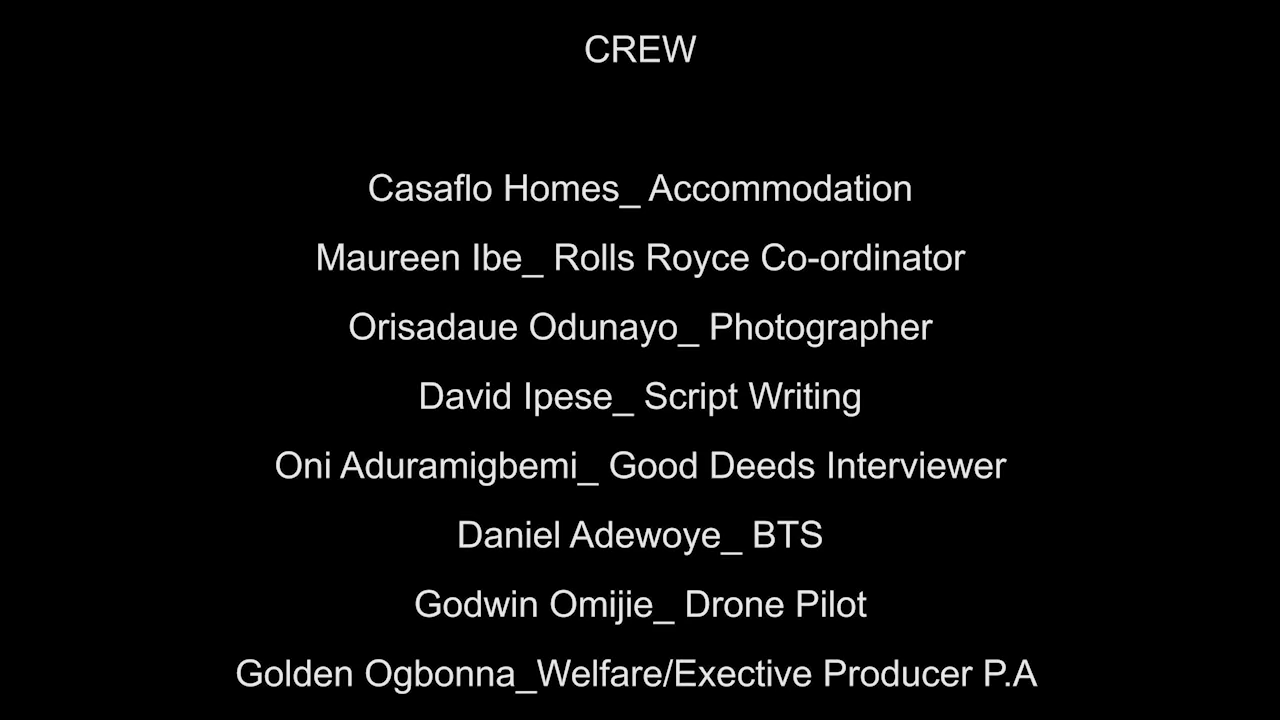 CREW
Casaflo Homes_ Accommodation
Maureen Ibe_ Rolls Royce Co-ordinator
Orisadaue Odunayo_ Photographer
David Ipese_ Script Writing
Oni Aduramigbemi_ Good Deeds Interviewer
Daniel Adewoye_ BTS
Godwin Omijie_ Drone Pilot
Golden Ogbonna_Welfare/Exective Producer P.A